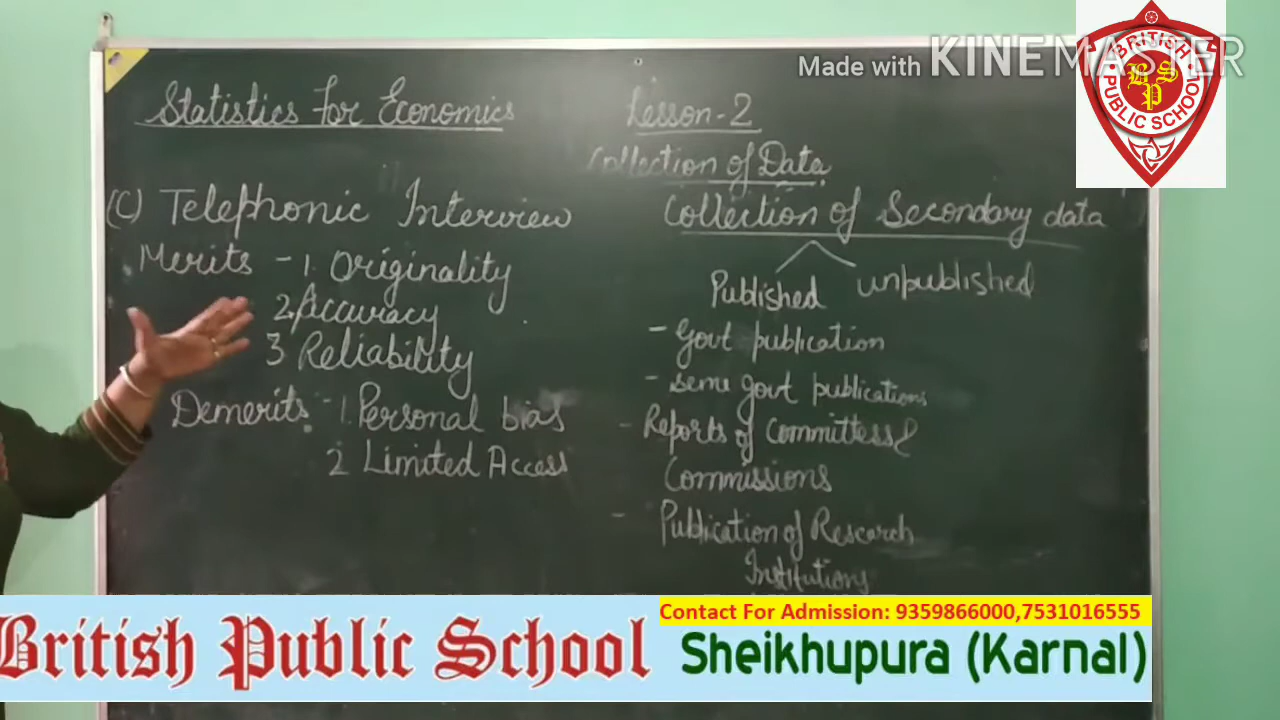 Made with KINEMASTER
BRITISH
BSP
PUBLIC SCHOOL
Statistics for Economics
Lesson-2
Collection of Data
(C) Telephonic Interview
Merits - 1. Originality
2. Accuracy
3 Reliability
Demerits - 1. Personal bias
2 Limited Access
Collection of Secondary data
Published unpublished
- Govt publication
- seme govt publications
- Reports of Committess &
Commissions
- Publication of Research
Institutions
Contact For Admission: 9359866000,7531016555
British Public School
Sheikhupura (Karnal)